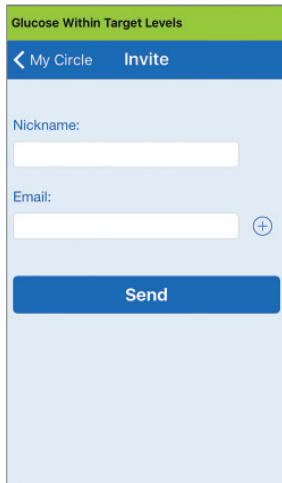 Glucose Within Target Levels
My Circle Invite
Nickname:
Email:
Send